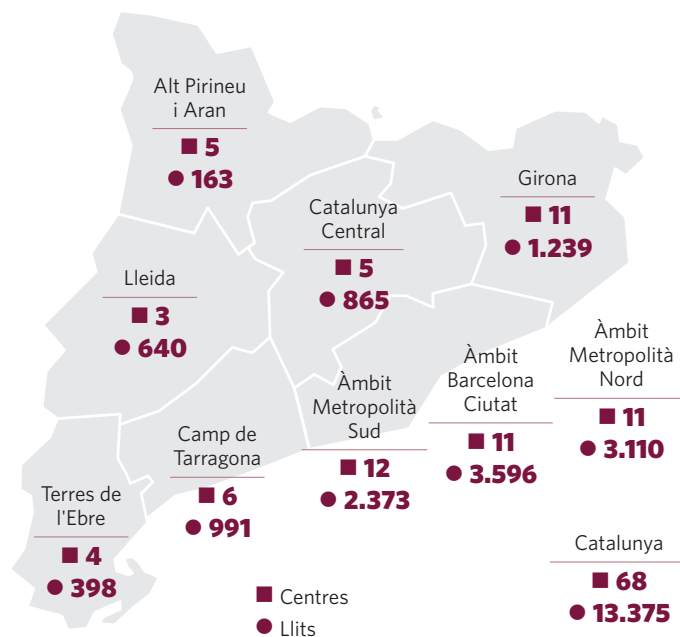 Alt Pirineu
i Aran
5
163
Girona
11
1.239
Catalunya
Central
5
865
Lleida
3
640
Àmbit
Metropolità
Nord
11
3.110
Àmbit
Barcelona
Ciutat
11
3.596
Àmbit
Metropolità
Sud
12
2.373
Camp de
Tarragona
6
991
Terres de
l'Ebre
4
398
Catalunya
68
13.375
Centres
Llits